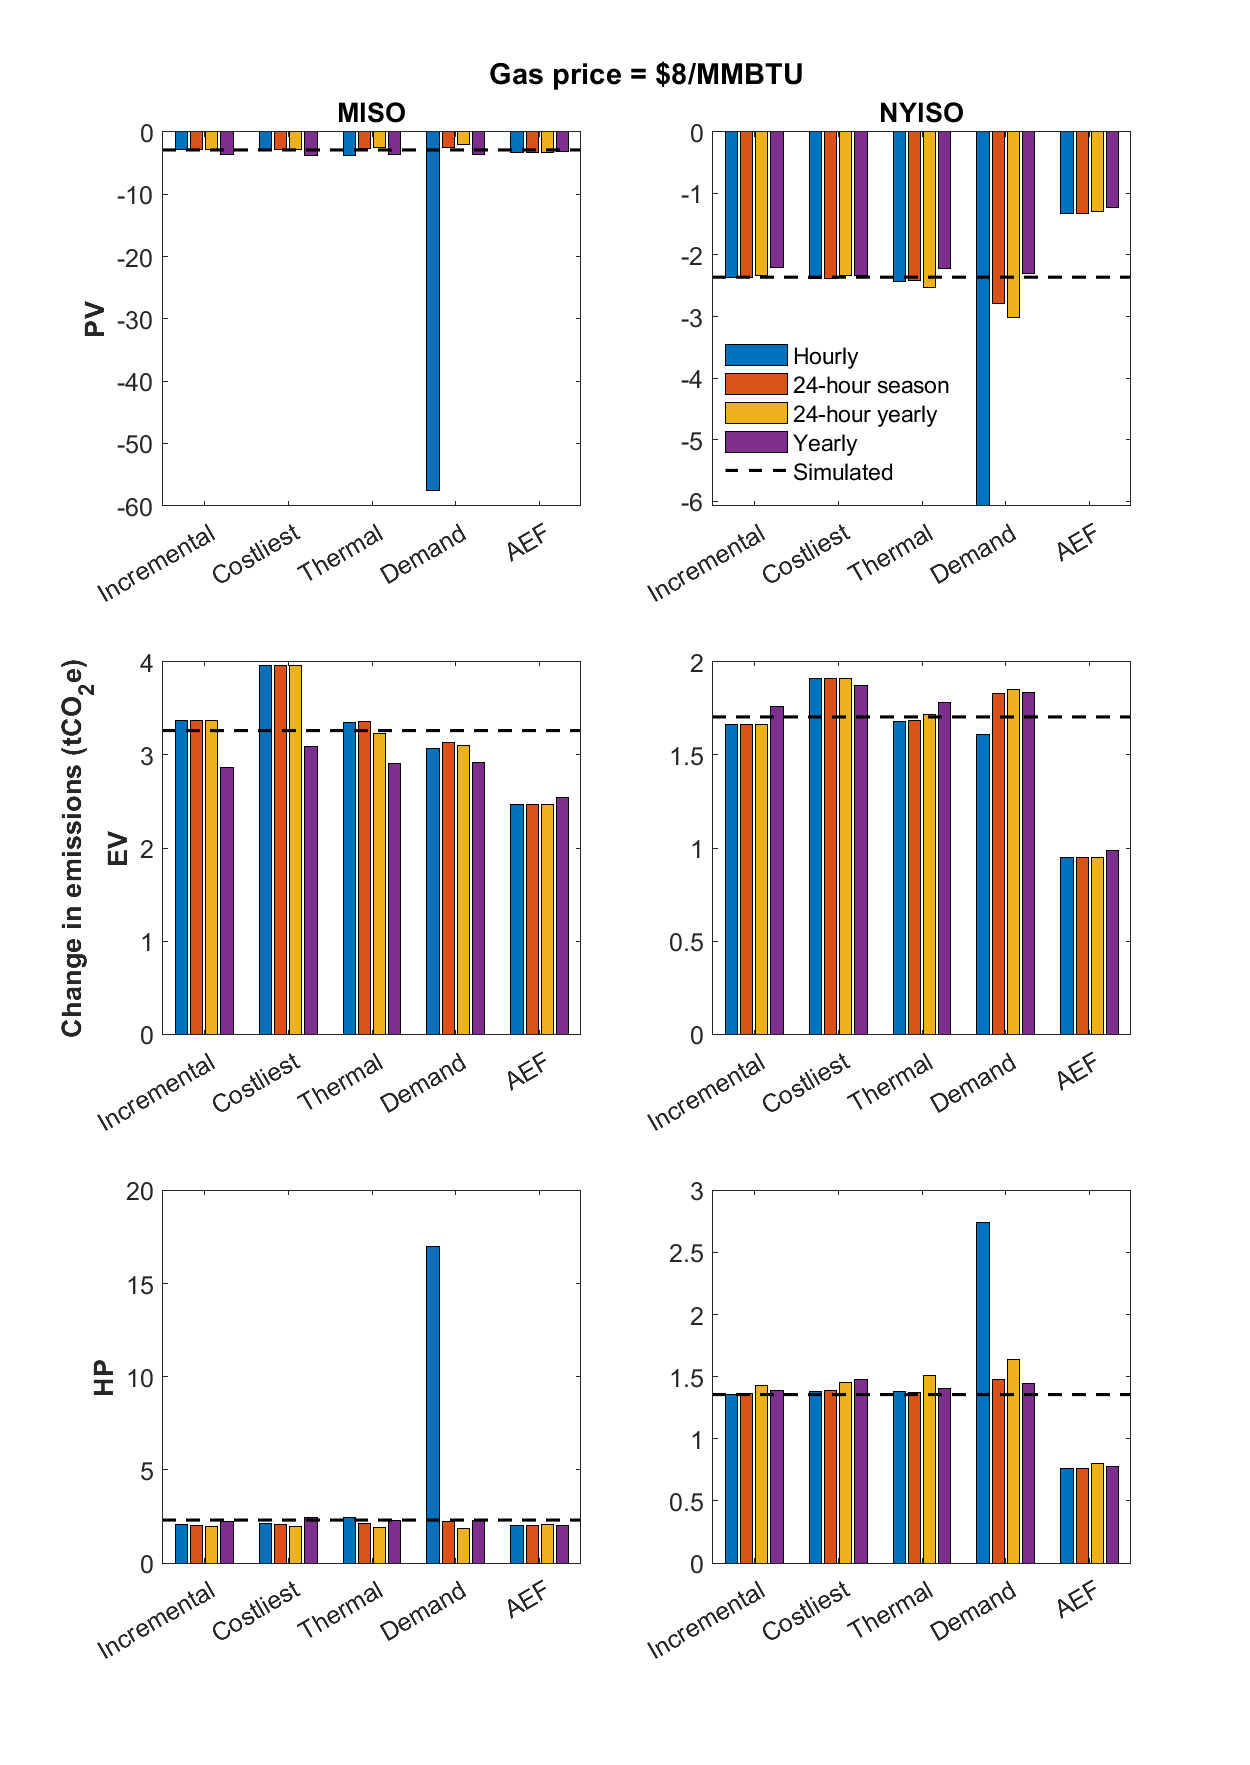 Gas price = $8/MMBTU
MISO
NYISO
PV
0
-10
-20
-30
-40
-50
-60
Incremental
Costliest
Thermal
Demand
AEF
0
-1
-2
-3
-4
-5
-6
Hourly
24-hour season
24-hour yearly
Yearly
Simulated
Incremental
Costliest
Thermal
Demand
AEF
Change in emissions (tCO2e)
EV
4
3
2
1
0
Incremental
Costliest
Thermal
Demand
AEF
2
1.5
1
0.5
0
Incremental
Costliest
Thermal
Demand
AEF
HP
20
15
10
5
0
Incremental
Costliest
Thermal
Demand
AEF
3
2.5
2
1.5
1
0.5
0
Incremental
Costliest
Thermal
Demand
AEF